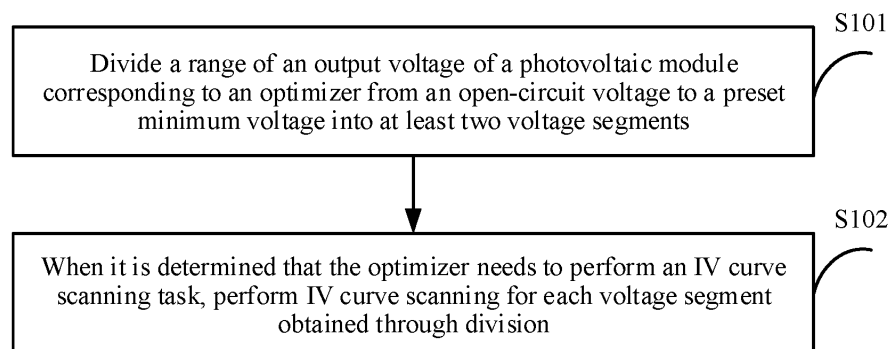 S101
Divide a range of an output voltage of a photovoltaic module
corresponding to an optimizer from an open-circuit voltage to a preset
minimum voltage into at least two voltage segments
S102
When it is determined that the optimizer needs to perform an IV curve
scanning task, perform IV curve scanning for each voltage segment
obtained through division